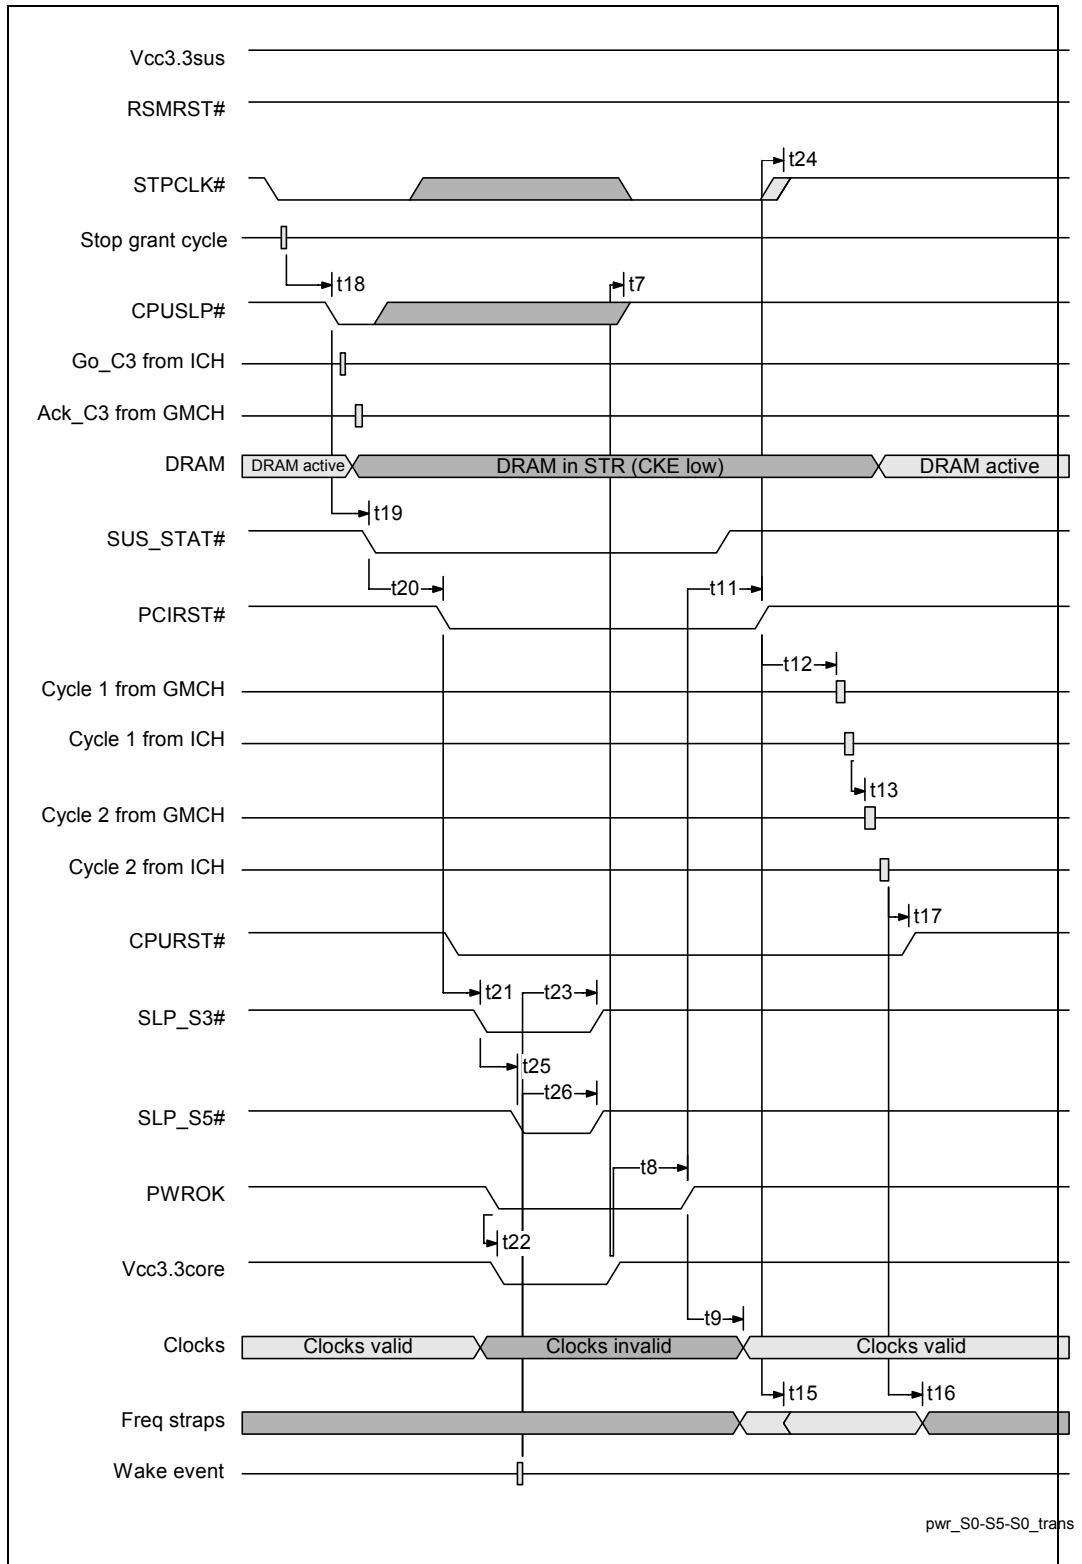 Vcc3.3sus
RSMRST#
t24
STPCLK#
Stop grant cycle
t18
t7
CPUSLP#
Go_C3 from ICH
Ack_C3 from GMCH
DRAM
DRAM active
DRAM in STR (CKE low)
DRAM active
t19
SUS_STAT#
t20
t11
PCIRST#
t12
Cycle 1 from GMCH
Cycle 1 from ICH
t13
Cycle 2 from GMCH
Cycle 2 from ICH
t17
CPURST#
t21
t23
SLP_S3#
t25
t26
SLP_S5#
t8
PWROK
t22
Vcc3.3core
t9
Clocks
Clocks valid
Clocks invalid
Clocks valid
t15
t16
Freq straps
Wake event
pwr_S0-S5-S0_trans